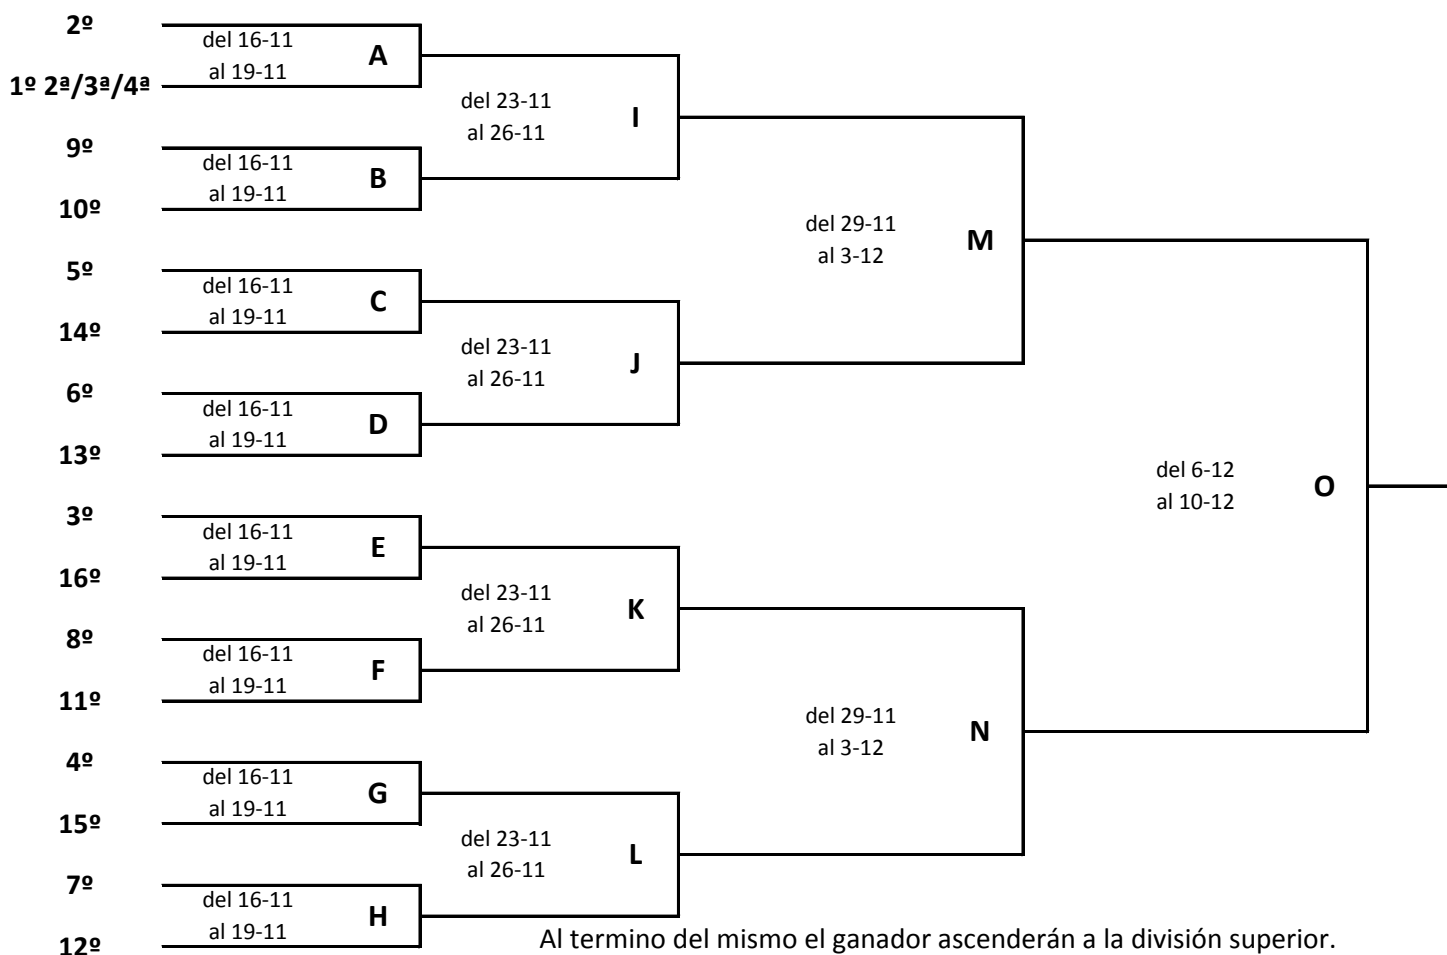 2º
del 16-11
al 19-11
A
1º 2ª/3ª/4ª
del 23-11
al 26-11
I
9º
del 16-11
al 19-11
B
10º
del 29-11
al 3-12
M
5º
del 16-11
al 19-11
C
14º
del 23-11
al 26-11
J
6º
del 16-11
al 19-11
D
13º
del 6-12
al 10-12
O
3º
del 16-11
al 19-11
E
16º
del 23-11
al 26-11
K
8º
del 16-11
al 19-11
F
11º
del 29-11
al 3-12
N
4º
del 16-11
al 19-11
G
15º
del 23-11
al 26-11
L
7º
del 16-11
al 19-11
H
12º
Al termino del mismo el ganador ascenderán a la división superior.